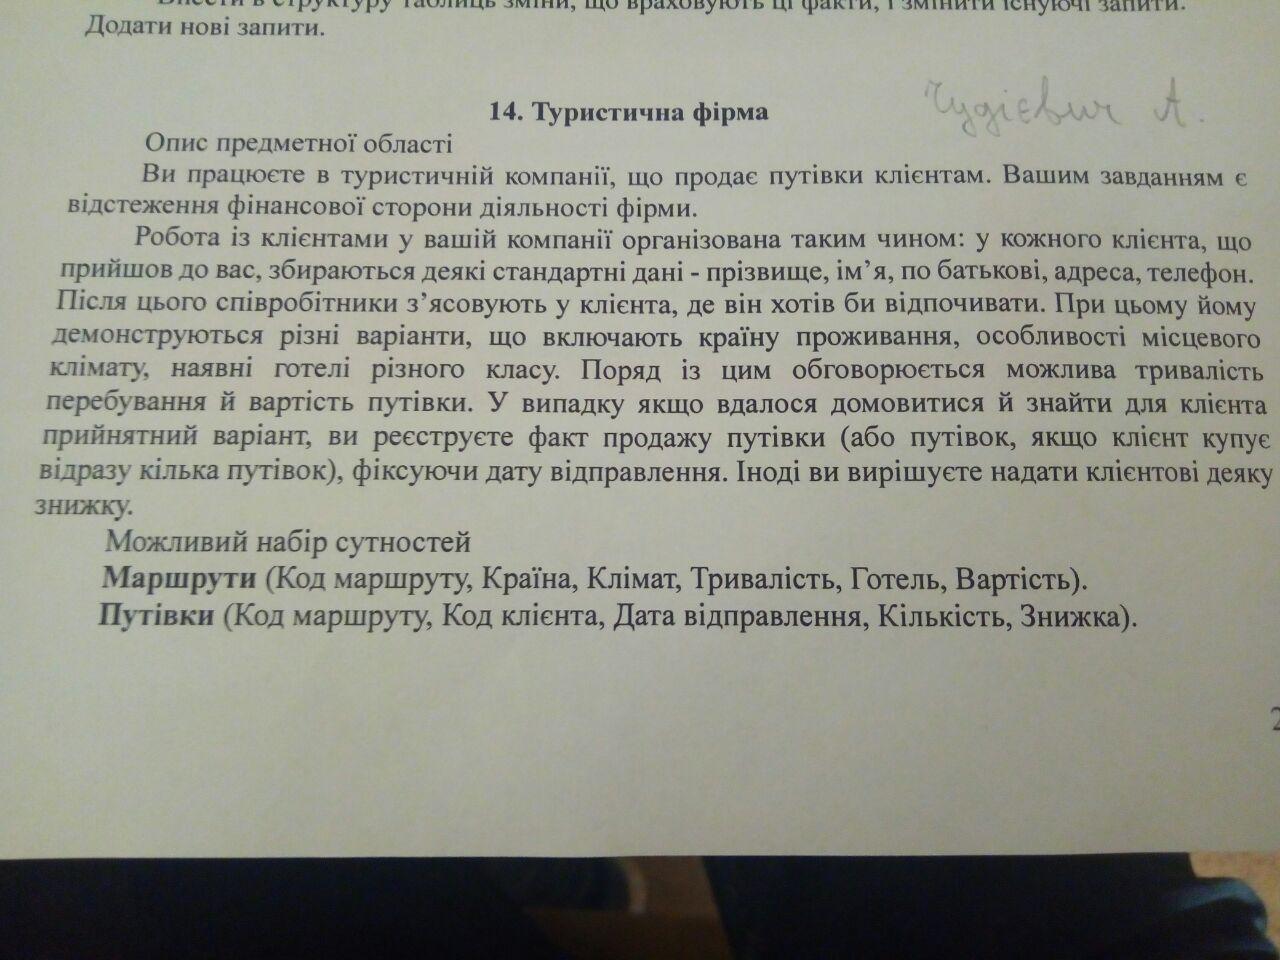 Внести в структуру таблиць зміни, що враховують ці факти, і змінити існуючі запити.
Додати нові запити.
14. Туристична фірма
Чудієвич А.
Опис предметної області
Ви працюєте в туристичній компанії, що продає путівки клієнтам. Вашим завданням є
відстеження фінансової сторони діяльності фірми.
Робота із клієнтами у вашій компанії організована таким чином: у кожного клієнта, що
прийшов до вас, збираються деякі стандартні дані - прізвище, ім’я, по батькові, адреса, телефон.
Після цього співробітники з’ясовують у клієнта, де він хотів би відпочивати. При цьому йому
демонструються різні варіанти, що включають країну проживання, особливості місцевого
клімату, наявні готелі різного класу. Поряд із цим обговорюється можлива тривалість
перебування й вартість путівки. У випадку якщо вдалося домовитися й знайти для клієнта
прийнятний варіант, ви реєструєте факт продажу путівки (або путівок, якщо клієнт купує
відразу кілька путівок), фіксуючи дату відправлення. Іноді ви вирішуєте надати клієнтові деяку
знижку.
Можливий набір сутностей
Маршрути (Код маршруту, Країна, Клімат, Тривалість, Готель, Вартість).
Путівки (Код маршруту, Код клієнта, Дата відправлення, Кількість, Знижка).
2